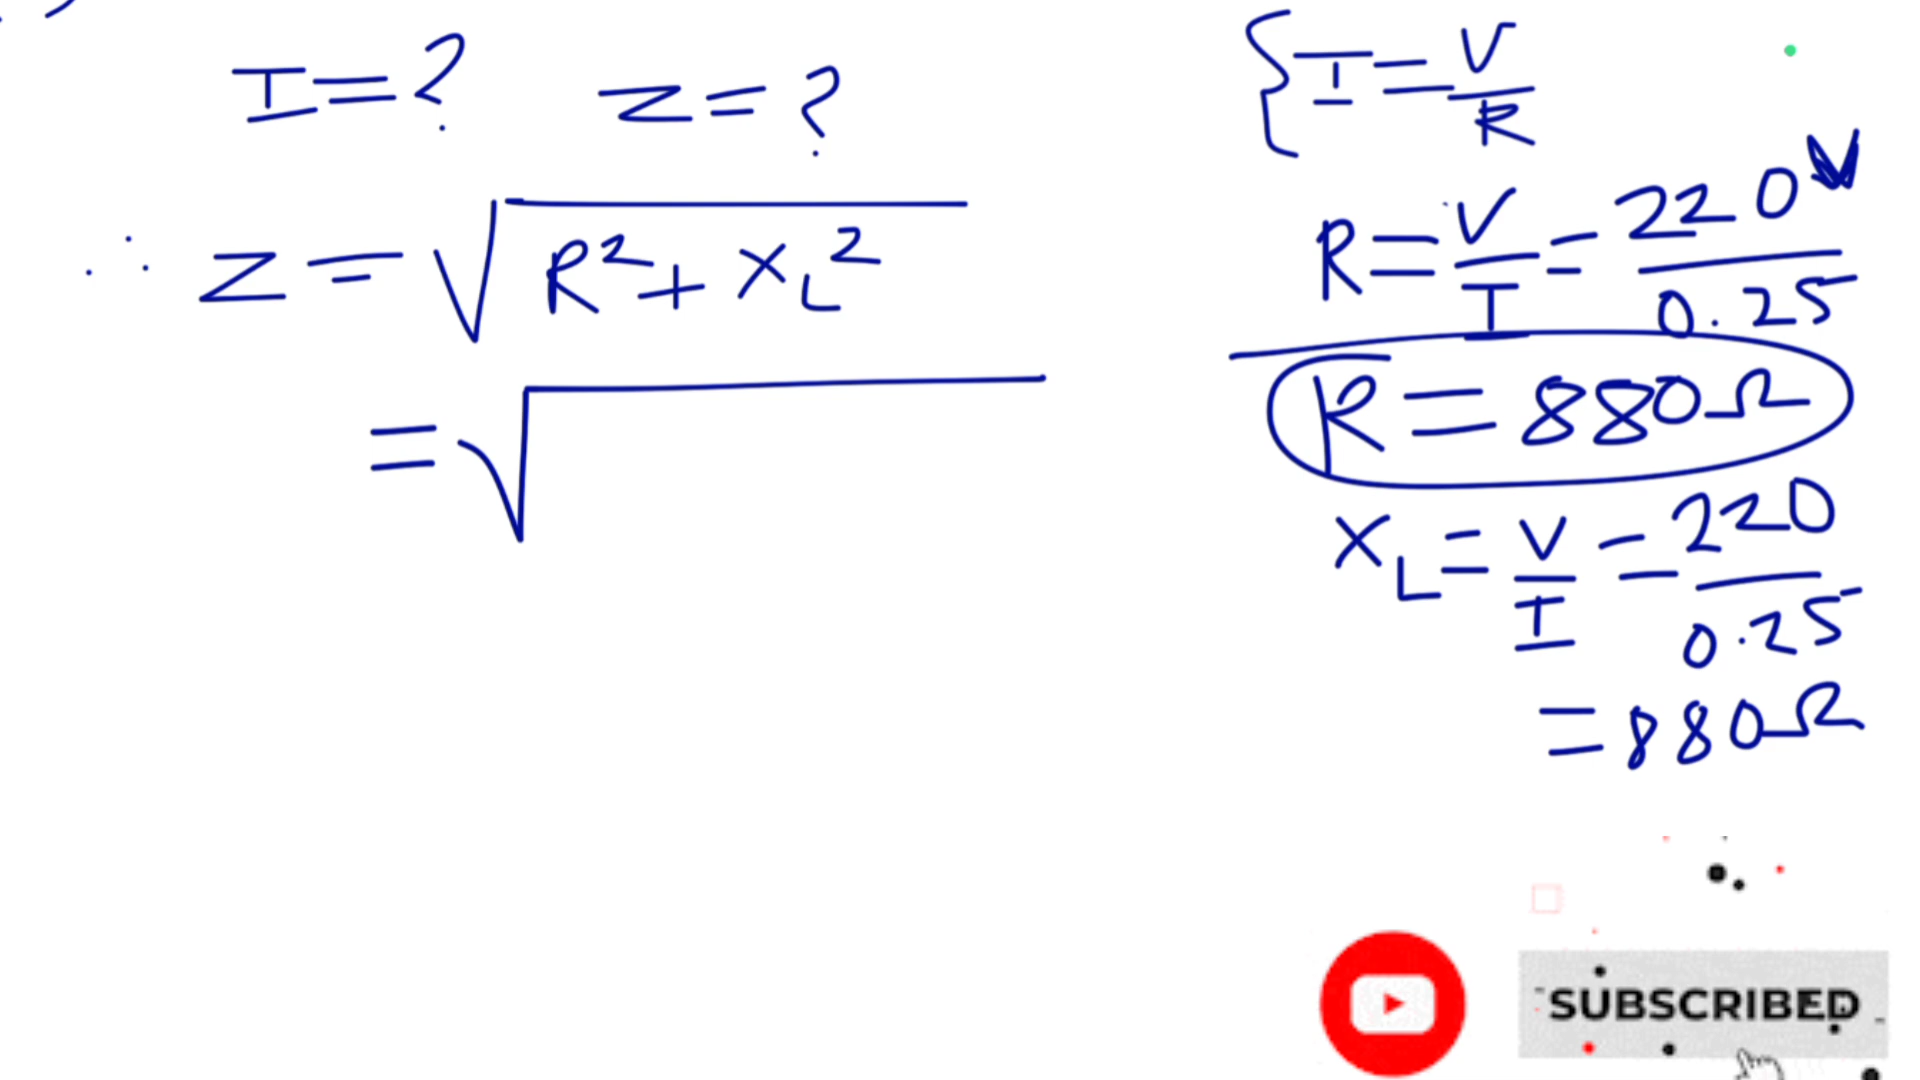 I = ? Z = ?
∴ Z = √(R² + X_L²)
= √
{ I = V/R
R = V/I = 220V/0.25
R = 880Ω
X_L = V/I = 220/0.25
= 880Ω
SUBSCRIBED